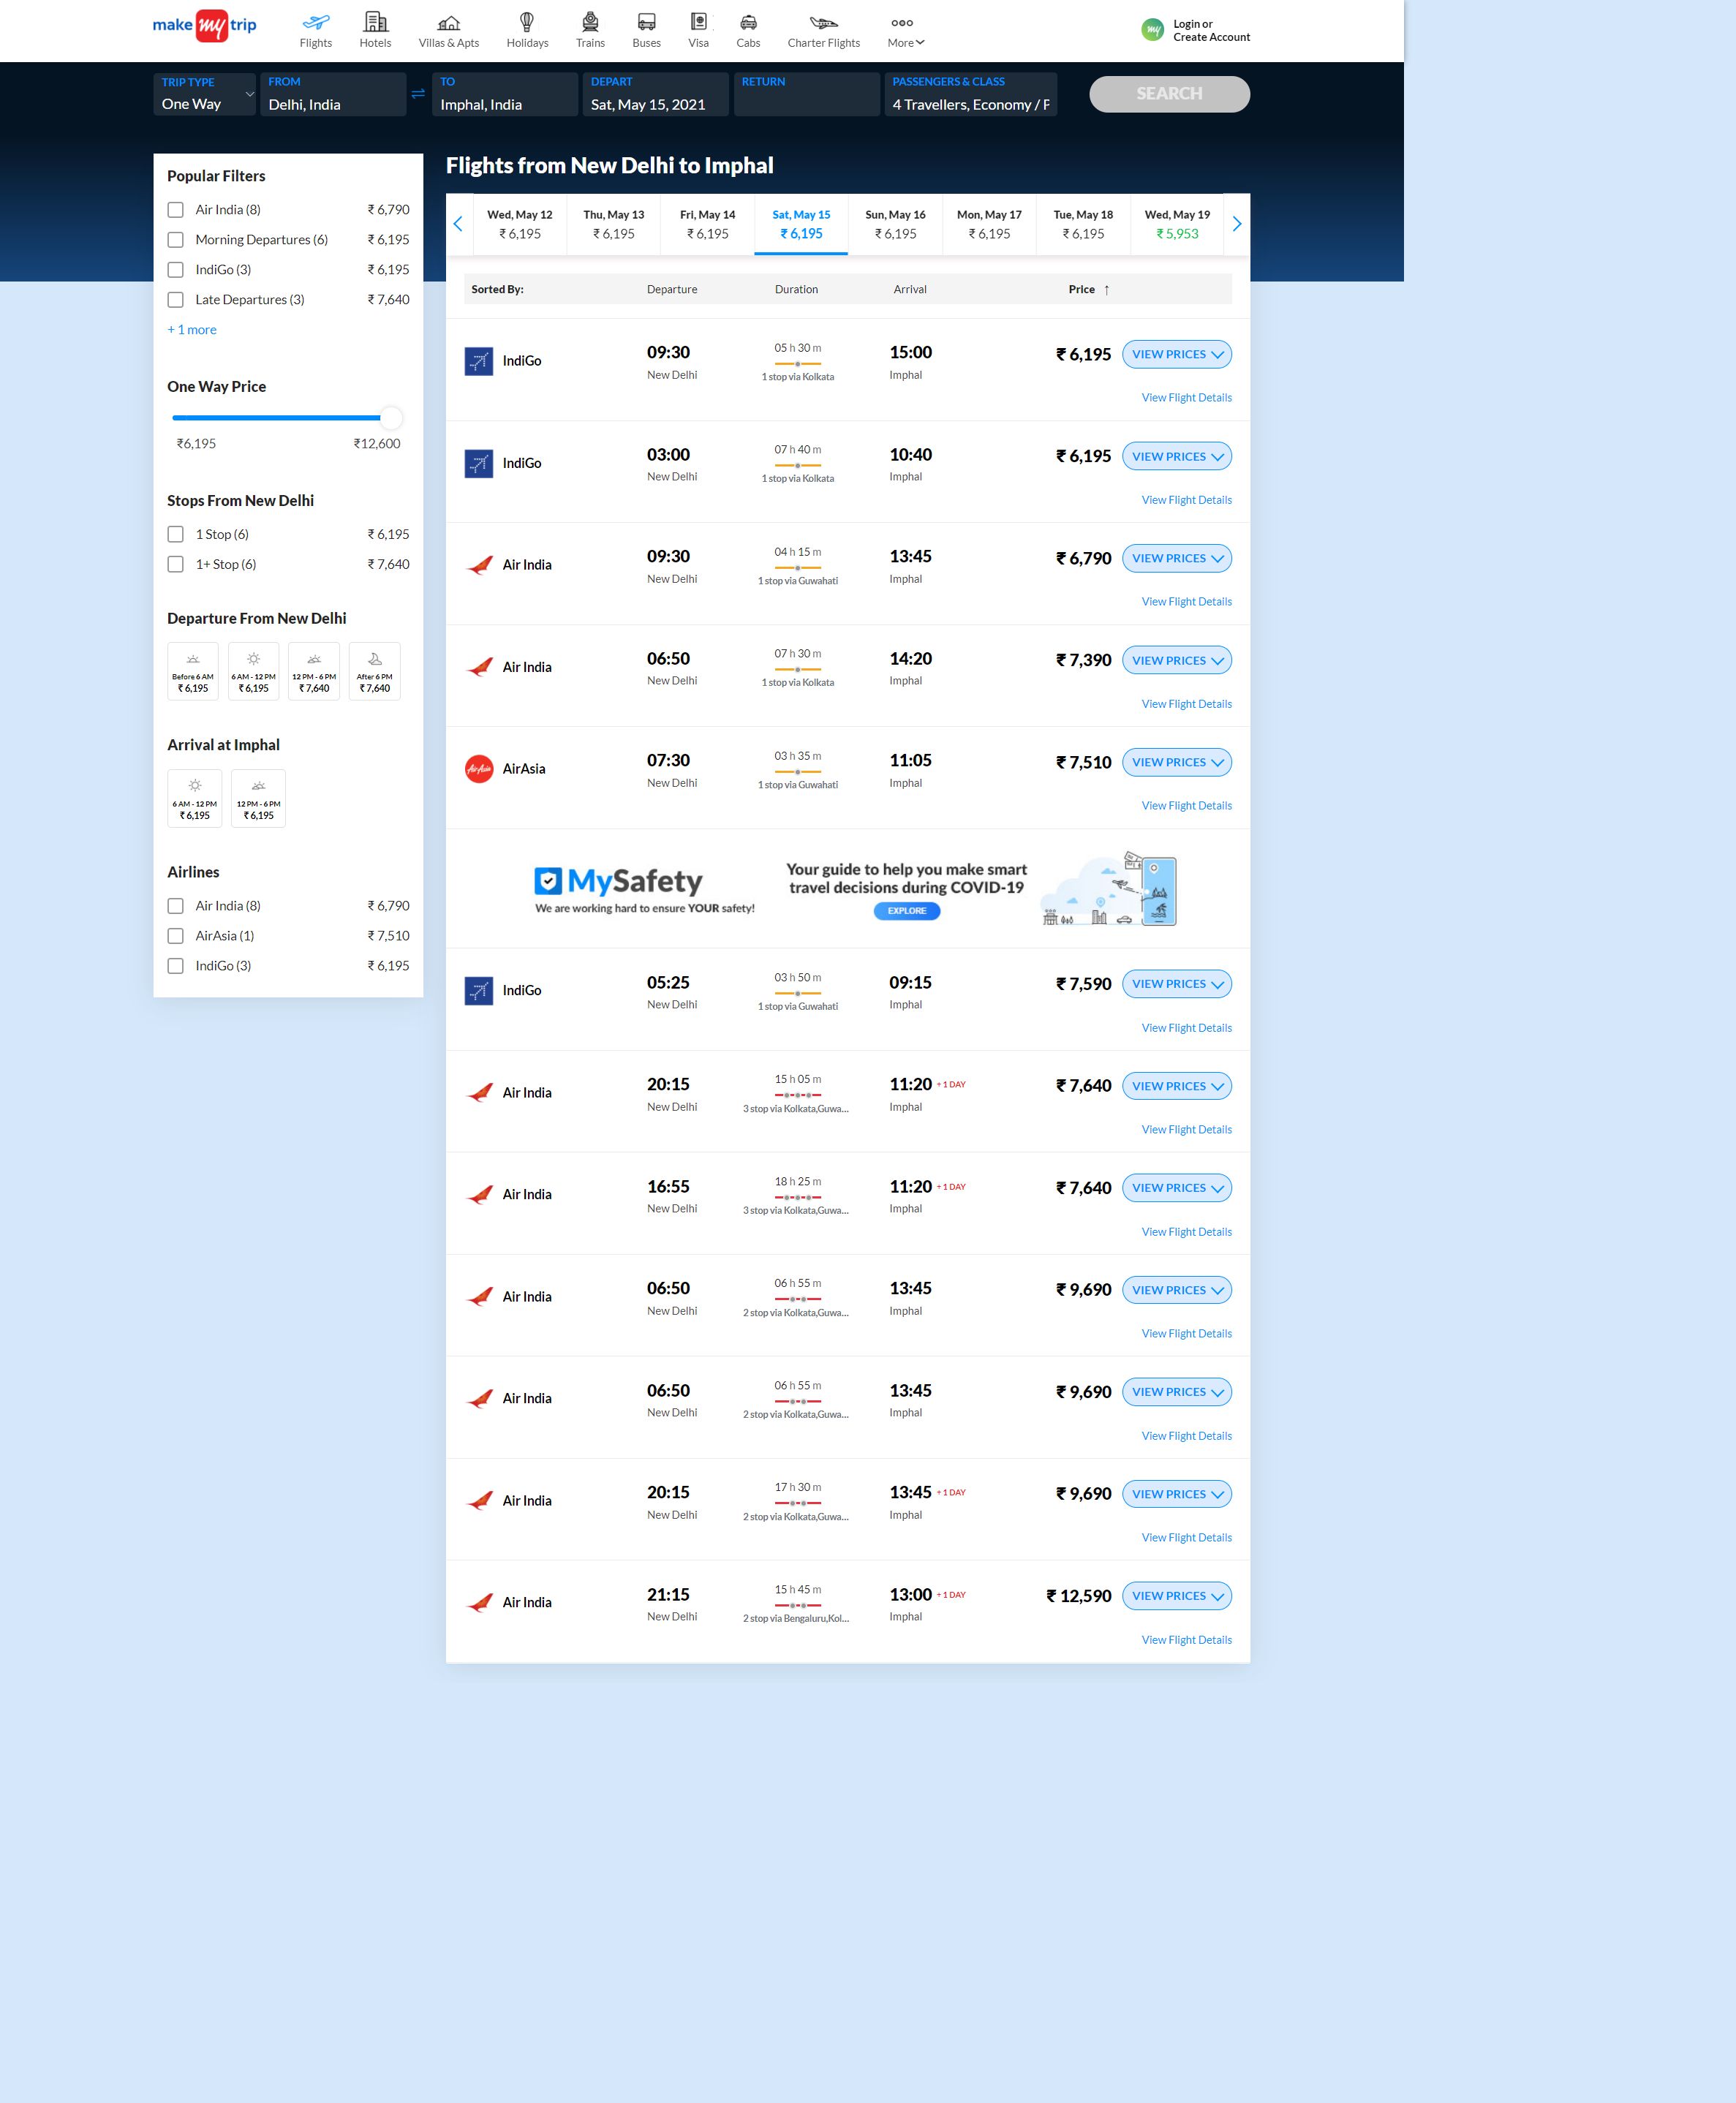 make my trip
Flights
Hotels
Villas & Apts
Holidays
Trains
Buses
Visa
Cabs
Charter Flights
More
my
Login or
Create Account
TRIP TYPE
One Way
FROM
Delhi, India
TO
Imphal, India
DEPART
Sat, May 15, 2021
RETURN
PASSENGERS & CLASS
4 Travellers, Economy / P
SEARCH
Popular Filters
Air India (8) ₹ 6,790
Morning Departures (6) ₹ 6,195
IndiGo (3) ₹ 6,195
Late Departures (3) ₹ 7,640
+ 1 more
One Way Price
₹6,195 ₹12,600
Stops From New Delhi
1 Stop (6) ₹ 6,195
1+ Stop (6) ₹ 7,640
Departure From New Delhi
Before 6 AM 6 AM - 12 PM 12 PM - 6 PM After 6 PM
₹ 6,195 ₹ 6,195 ₹ 7,640 ₹ 7,640
Arrival at Imphal
6 AM - 12 PM 12 PM - 6 PM
₹ 6,195 ₹ 6,195
Airlines
Air India (8) ₹ 6,790
AirAsia (1) ₹ 7,510
IndiGo (3) ₹ 6,195
Flights from New Delhi to Imphal
Wed, May 12 Thu, May 13 Fri, May 14 Sat, May 15 Sun, May 16 Mon, May 17 Tue, May 18 Wed, May 19
₹ 6,195 ₹ 6,195 ₹ 6,195 ₹ 6,195 ₹ 6,195 ₹ 6,195 ₹ 6,195 ₹ 5,953
Sorted By: Departure Duration Arrival Price ↑
IndiGo 09:30 05 h 30 m 15:00 ₹ 6,195 VIEW PRICES
New Delhi 1 stop via Kolkata Imphal
View Flight Details
IndiGo 03:00 07 h 40 m 10:40 ₹ 6,195 VIEW PRICES
New Delhi 1 stop via Kolkata Imphal
View Flight Details
Air India 09:30 04 h 15 m 13:45 ₹ 6,790 VIEW PRICES
New Delhi 1 stop via Guwahati Imphal
View Flight Details
Air India 06:50 07 h 30 m 14:20 ₹ 7,390 VIEW PRICES
New Delhi 1 stop via Kolkata Imphal
View Flight Details
AirAsia AirAsia 07:30 03 h 35 m 11:05 ₹ 7,510 VIEW PRICES
New Delhi 1 stop via Guwahati Imphal
View Flight Details
MySafety
We are working hard to ensure YOUR safety!
Your guide to help you make smart
travel decisions during COVID-19
EXPLORE
IndiGo 05:25 03 h 50 m 09:15 ₹ 7,590 VIEW PRICES
New Delhi 1 stop via Guwahati Imphal
View Flight Details
Air India 20:15 15 h 05 m 11:20 + 1 DAY ₹ 7,640 VIEW PRICES
New Delhi 3 stop via Kolkata,Guwa... Imphal
View Flight Details
Air India 16:55 18 h 25 m 11:20 + 1 DAY ₹ 7,640 VIEW PRICES
New Delhi 3 stop via Kolkata,Guwa... Imphal
View Flight Details
Air India 06:50 06 h 55 m 13:45 ₹ 9,690 VIEW PRICES
New Delhi 2 stop via Kolkata,Guwa... Imphal
View Flight Details
Air India 06:50 06 h 55 m 13:45 ₹ 9,690 VIEW PRICES
New Delhi 2 stop via Kolkata,Guwa... Imphal
View Flight Details
Air India 20:15 17 h 30 m 13:45 + 1 DAY ₹ 9,690 VIEW PRICES
New Delhi 2 stop via Kolkata,Guwa... Imphal
View Flight Details
Air India 21:15 15 h 45 m 13:00 + 1 DAY ₹ 12,590 VIEW PRICES
New Delhi 2 stop via Bengaluru,Kol... Imphal
View Flight Details